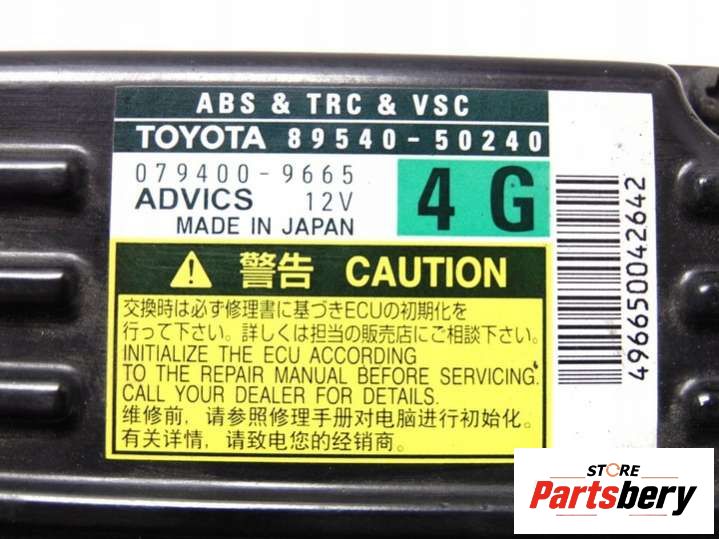 ABS & TRC & VSC
TOYOTA 89540-50240
079400-9665
ADVICS 12V
4G
MADE IN JAPAN
496650042642
警告 CAUTION
交換時は必ず修理書に基づきECUの初期化を
行って下さい。詳しくは担当の販売店にご相談下さい。
INITIALIZE THE ECU ACCORDING
TO THE REPAIR MANUAL BEFORE SERVICING.
CALL YOUR DEALER FOR DETAILS.
维修前，请参照修理手册对电脑进行初始化。
有关详情，请致电您的经销商。
STORE
Partsbery